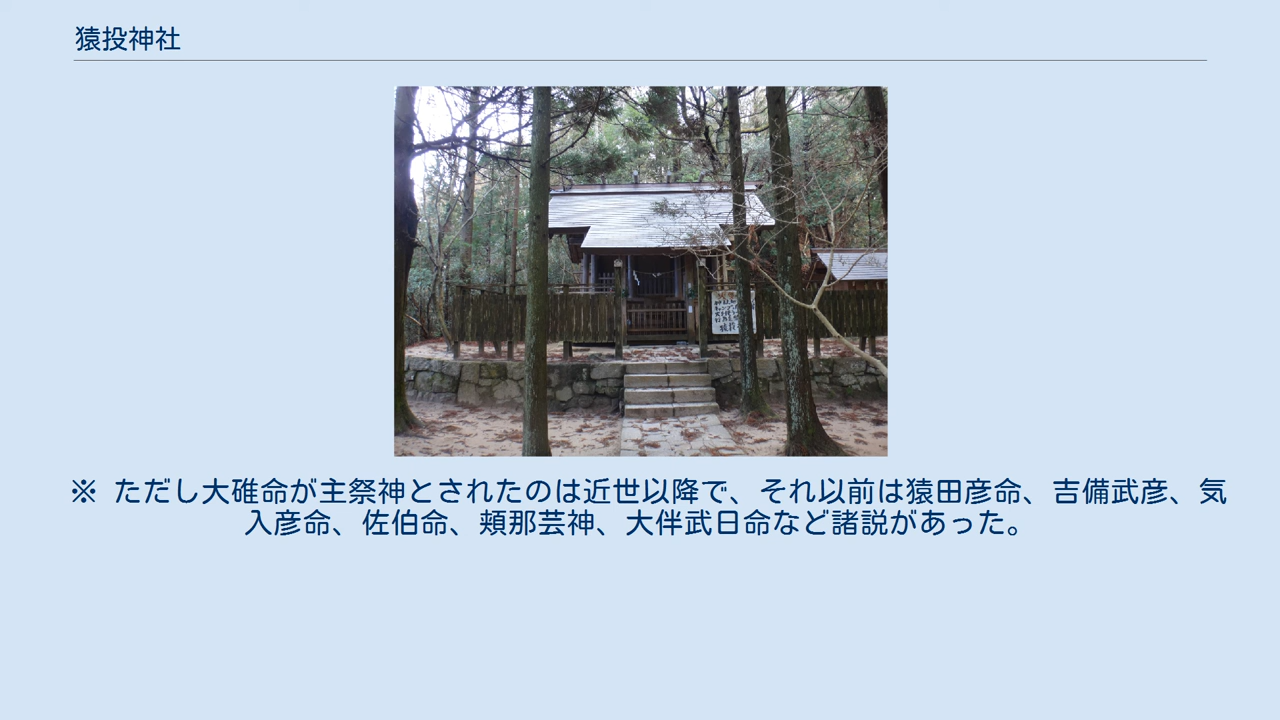 猿投神社
※ ただし大碓命が主祭神とされたのは近世以降で、それ以前は猿田彦命、吉備武彦、気
入彦命、佐伯命、頬那芸神、大伴武日命など諸説があった。